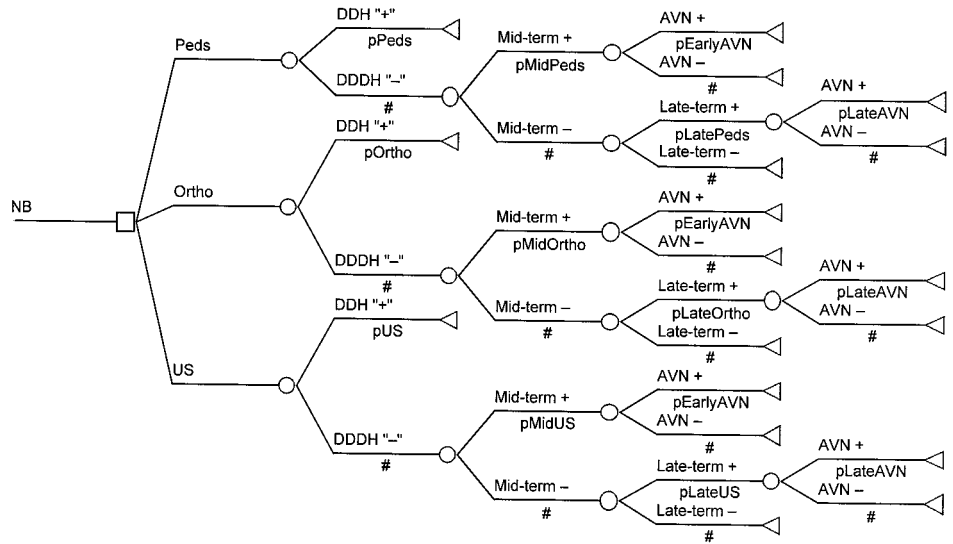 NB
Peds
DDH "+"
pPeds
DDDH "–"
#
Mid-term +
pMidPeds
AVN +
pEarlyAVN
AVN –
#
Mid-term –
#
Late-term +
pLatePeds
Late-term –
#
AVN +
pLateAVN
AVN –
#
Ortho
DDH "+"
pOrtho
DDDH "–"
#
Mid-term +
pMidOrtho
AVN +
pEarlyAVN
AVN –
#
Mid-term –
#
Late-term +
pLateOrtho
Late-term –
#
AVN +
pLateAVN
AVN –
#
US
DDH "+"
pUS
DDDH "–"
#
Mid-term +
pMidUS
AVN +
pEarlyAVN
AVN –
#
Mid-term –
#
Late-term +
pLateUS
Late-term –
#
AVN +
pLateAVN
AVN –
#